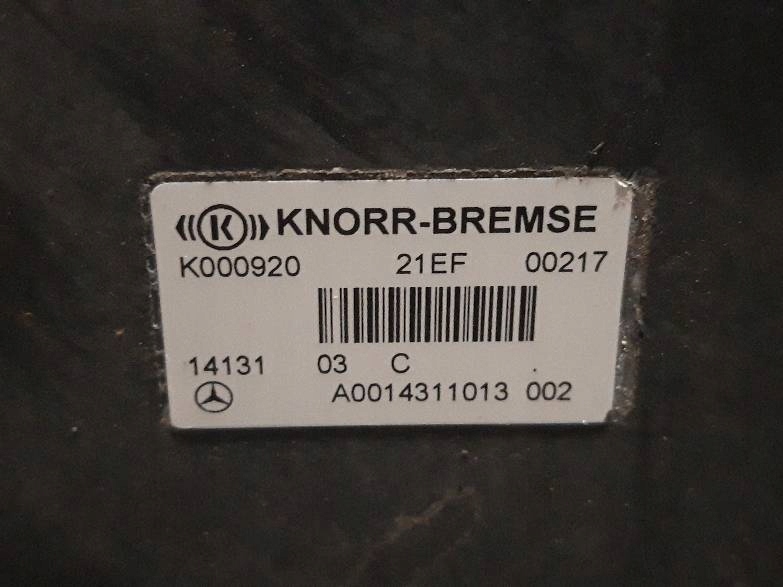 K KNORR-BREMSE
K000920 21EF 00217
14131 03 C .
A0014311013 002